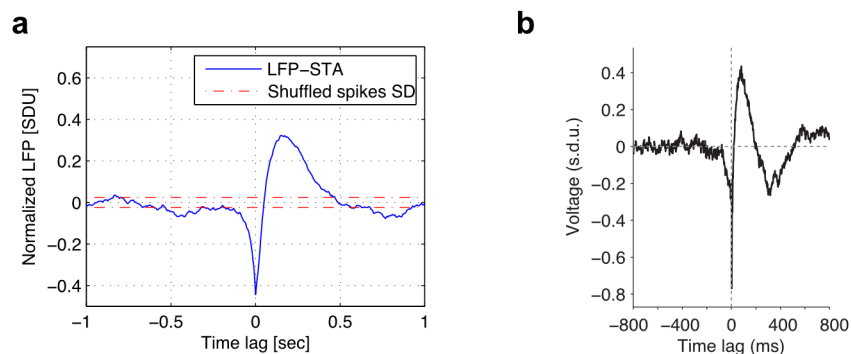 a
0.6
0.4
0.2
0
−0.2
−0.4
Normalized LFP [SDU]
LFP−STA
Shuffled spikes SD
−1
−0.5
0
0.5
1
Time lag [sec]
b
0.4
0.2
0
−0.2
−0.4
−0.6
−0.8
Voltage (s.d.u.)
−800
−400
0
400
800
Time lag (ms)